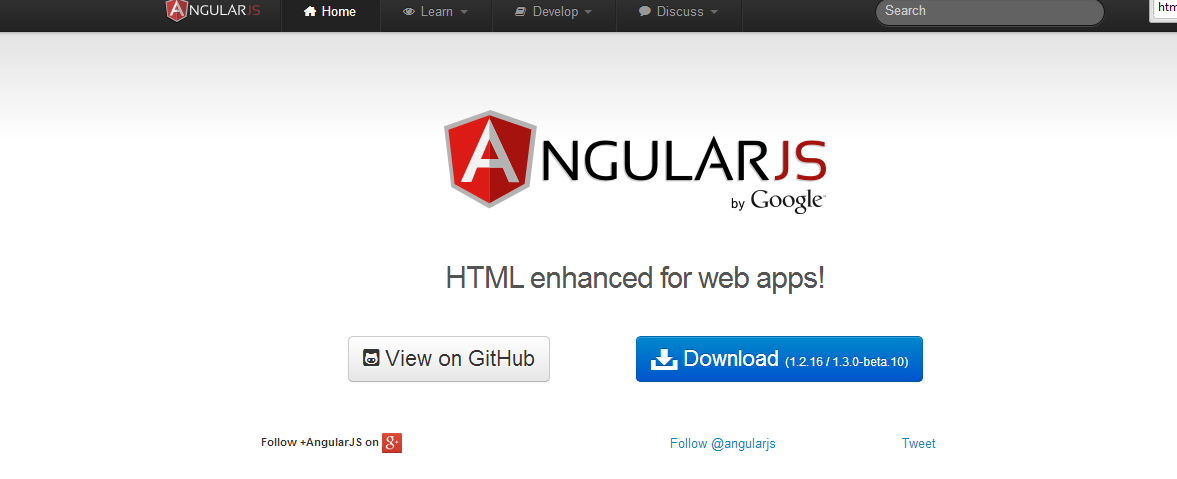 ANGULARJS Home Learn Develop Discuss Search htm
ANGULARJS
by Google
HTML enhanced for web apps!
View on GitHub Download (1.2.16 / 1.3.0-beta.10)
Follow +AngularJS on g+ Follow @angularjs Tweet